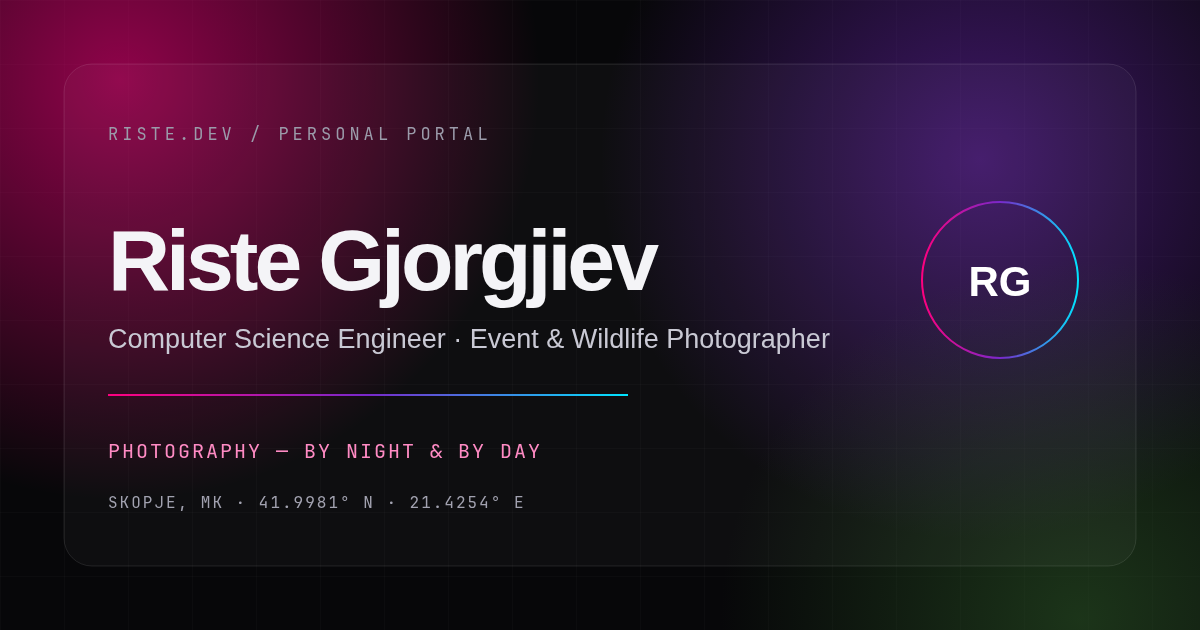 RISTE.DEV / PERSONAL PORTAL
Riste Gjorgjiev
RG
Computer Science Engineer · Event & Wildlife Photographer
PHOTOGRAPHY — BY NIGHT & BY DAY
SKOPJE, MK · 41.9981° N · 21.4254° E